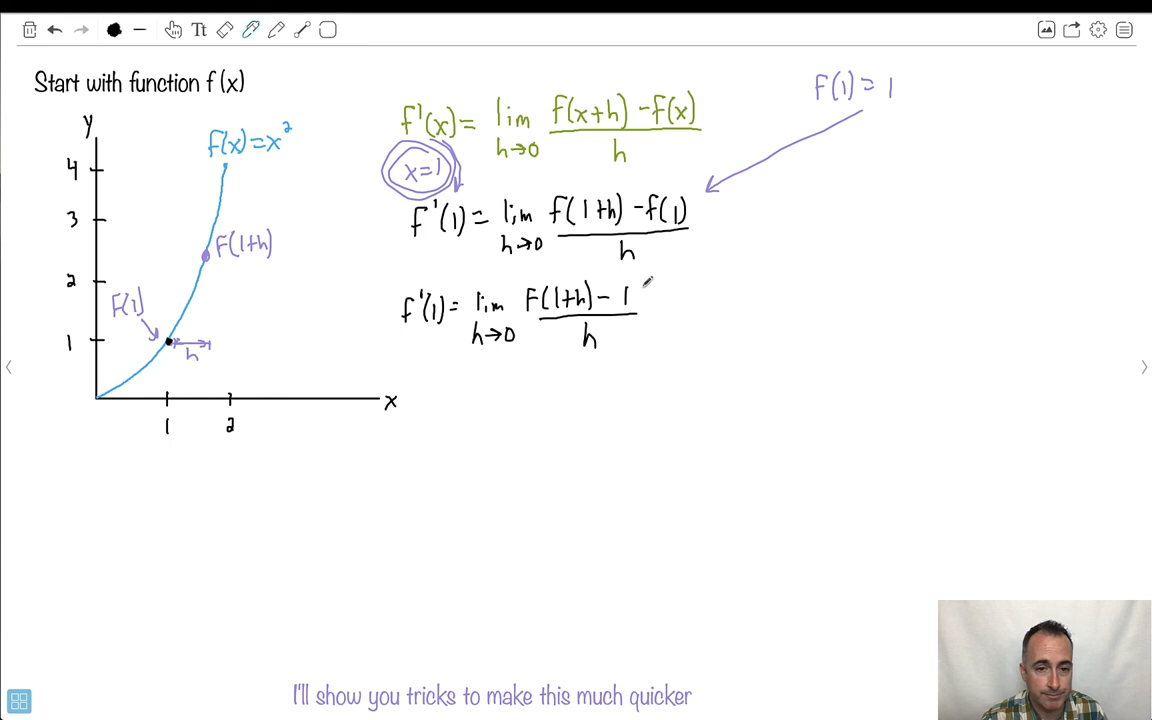 Tt
Start with function f(x)
F(1) = 1
y
f(x)=x²
f'(x) = lim h→0 f(x+h) - f(x) / h
x=1
4
3
f'(1) = lim h→0 f(1+h) - f(1) / h
F(1+h)
2
F(1)
f'(1) = lim h→0 F(1+h) - 1 / h
1
h
x
1 2
I'll show you tricks to make this much quicker